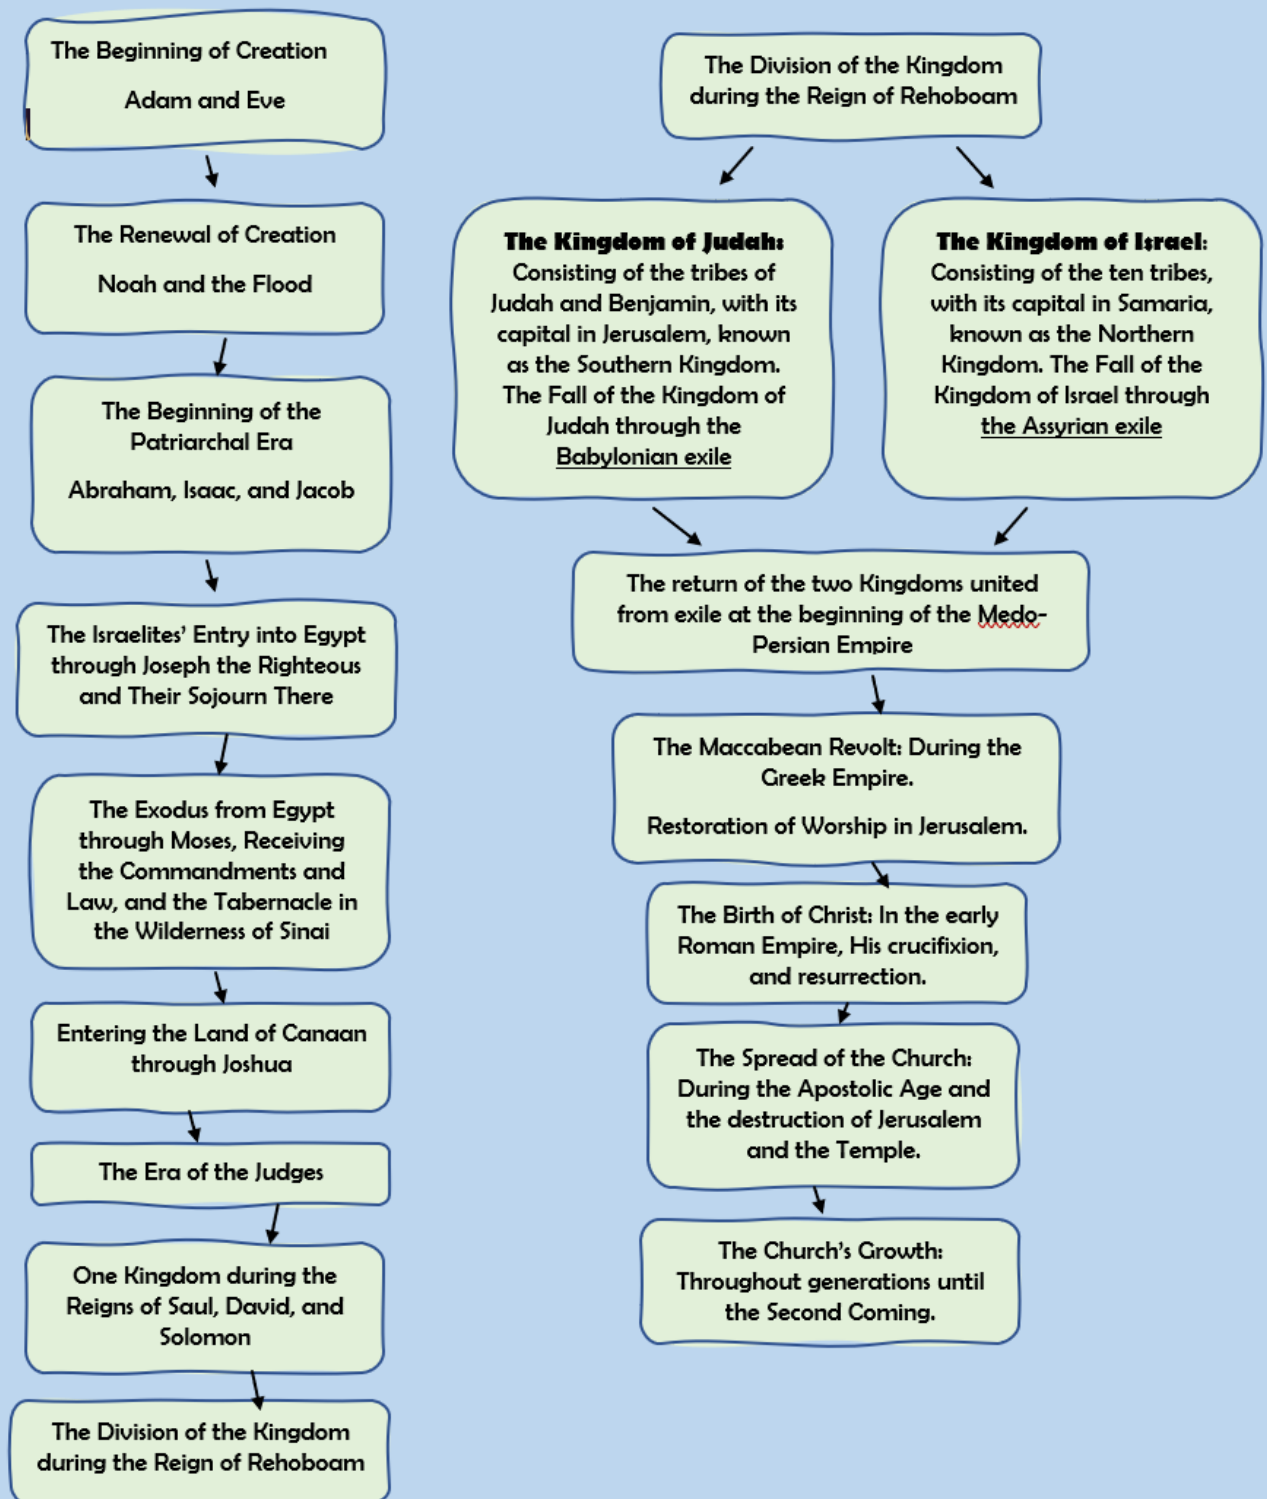 The Beginning of Creation
Adam and Eve
The Renewal of Creation
Noah and the Flood
The Beginning of the
Patriarchal Era
Abraham, Isaac, and Jacob
The Israelites' Entry into Egypt
through Joseph the Righteous
and Their Sojourn There
The Exodus from Egypt
through Moses, Receiving
the Commandments and
Law, and the Tabernacle in
the Wilderness of Sinai
Entering the Land of Canaan
through Joshua
The Era of the Judges
One Kingdom during the
Reigns of Saul, David, and
Solomon
The Division of the Kingdom
during the Reign of Rehoboam
The Division of the Kingdom
during the Reign of Rehoboam
The Kingdom of Judah:
Consisting of the tribes of
Judah and Benjamin, with its
capital in Jerusalem, known
as the Southern Kingdom.
The Fall of the Kingdom of
Judah through the
Babylonian exile
The Kingdom of Israel:
Consisting of the ten tribes,
with its capital in Samaria,
known as the Northern
Kingdom. The Fall of the
Kingdom of Israel through
the Assyrian exile
The return of the two Kingdoms united
from exile at the beginning of the Medo-
Persian Empire
The Maccabean Revolt: During the
Greek Empire.
Restoration of Worship in Jerusalem.
The Birth of Christ: In the early
Roman Empire, His crucifixion,
and resurrection.
The Spread of the Church:
During the Apostolic Age and
the destruction of Jerusalem
and the Temple.
The Church's Growth:
Throughout generations until
the Second Coming.